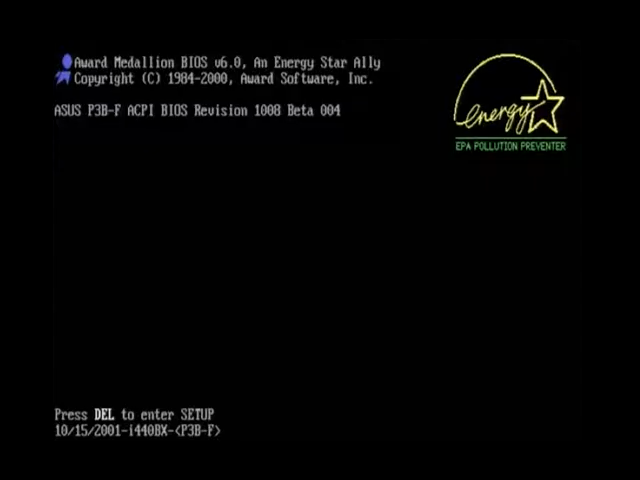 Award Medallion BIOS v6.0, An Energy Star Ally
Copyright (C) 1984-2000, Award Software, Inc.
ASUS P3B-F ACPI BIOS Revision 1008 Beta 004
energy
EPA POLLUTION PREVENTER
Press DEL to enter SETUP
10/15/2001-i440BX-<P3B-F>